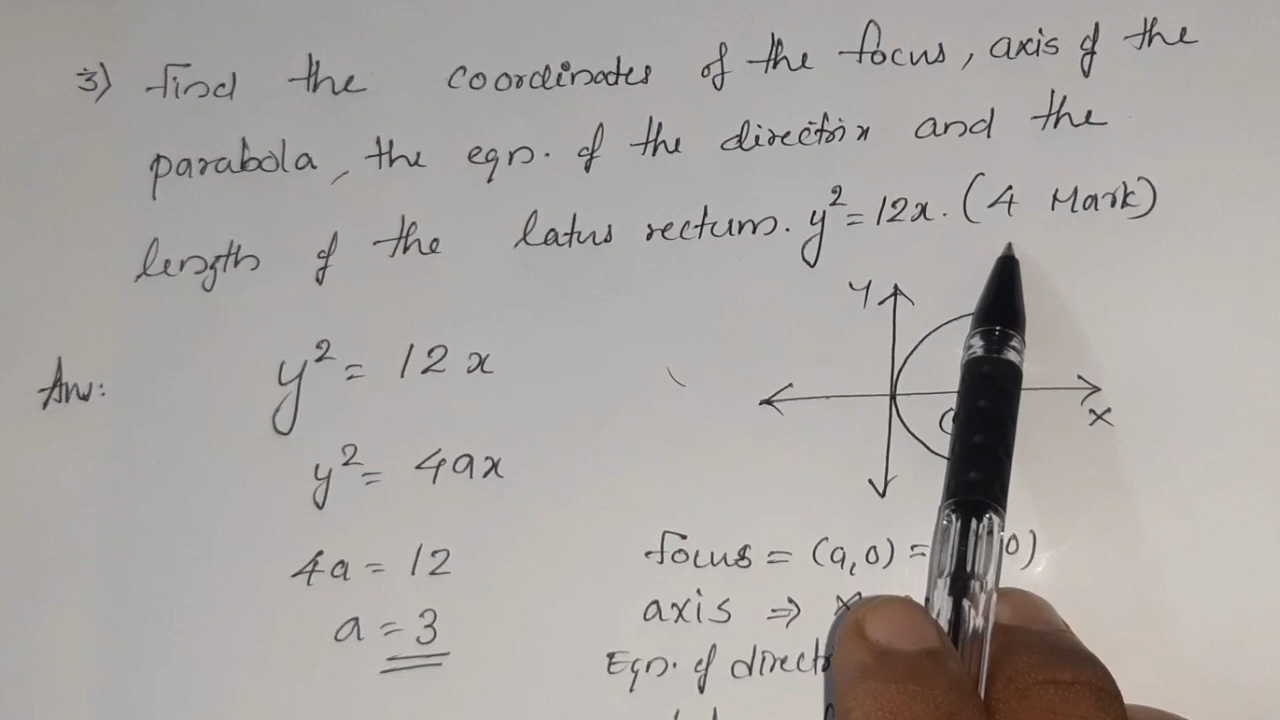 3) Find the coordinates of the focus, axis of the
parabola, the eqn. of the directrix and the
length of the latus rectum. y² = 12x. (4 Mark)
Ans:
y² = 12x
y² = 4ax
4a = 12
a = 3
Y
X
focus = (a,0) = 0)
axis ⇒
Eqn. of